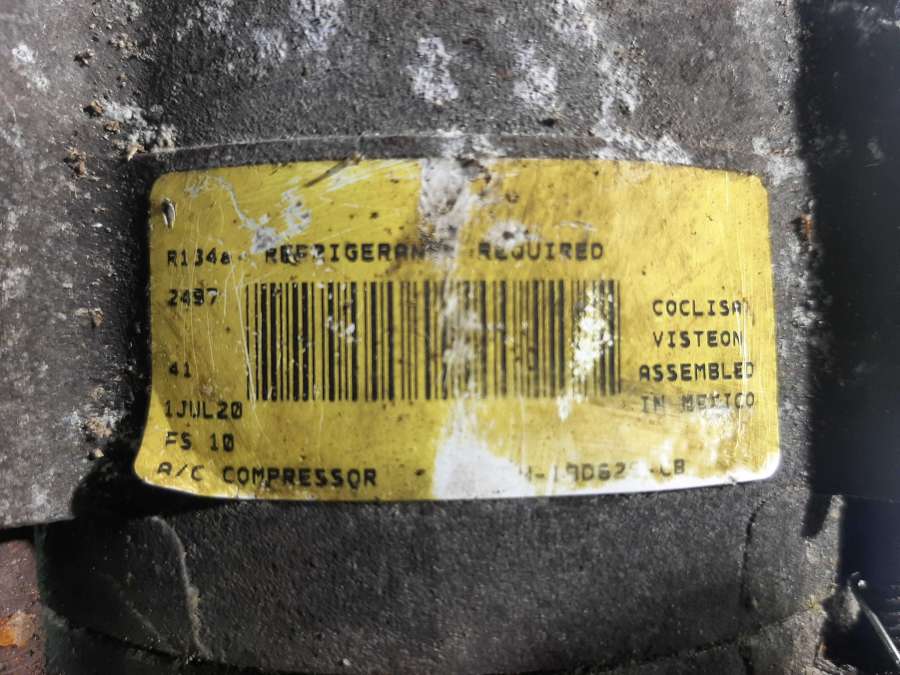 R134a REFRIGERANT REQUIRED
2497
41
1JUL20
FS 10
A/C COMPRESSOR
COCLISA
VISTEON
ASSEMBLED
IN MEXICO